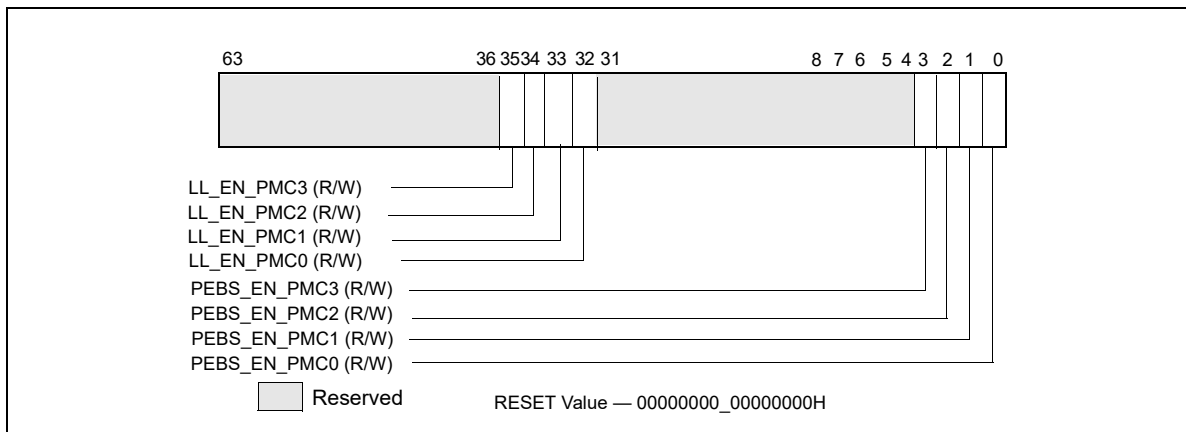 63 36 35 34 33 32 31 8 7 6 5 4 3 2 1 0
LL_EN_PMC3 (R/W)
LL_EN_PMC2 (R/W)
LL_EN_PMC1 (R/W)
LL_EN_PMC0 (R/W)
PEBS_EN_PMC3 (R/W)
PEBS_EN_PMC2 (R/W)
PEBS_EN_PMC1 (R/W)
PEBS_EN_PMC0 (R/W)
Reserved RESET Value — 00000000_00000000H